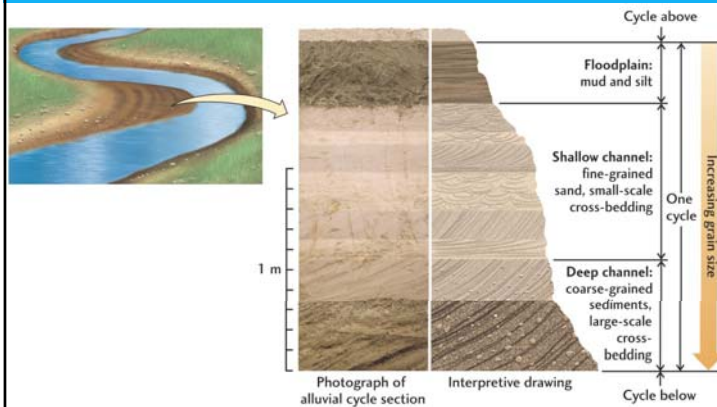 Cycle above
Floodplain:
mud and silt
Shallow channel:
fine-grained
sand, small-scale
cross-bedding
One
cycle
Increasing grain size
1 m
Deep channel:
coarse-grained
sediments,
large-scale
cross-
bedding
Photograph of
alluvial cycle section
Interpretive drawing
Cycle below